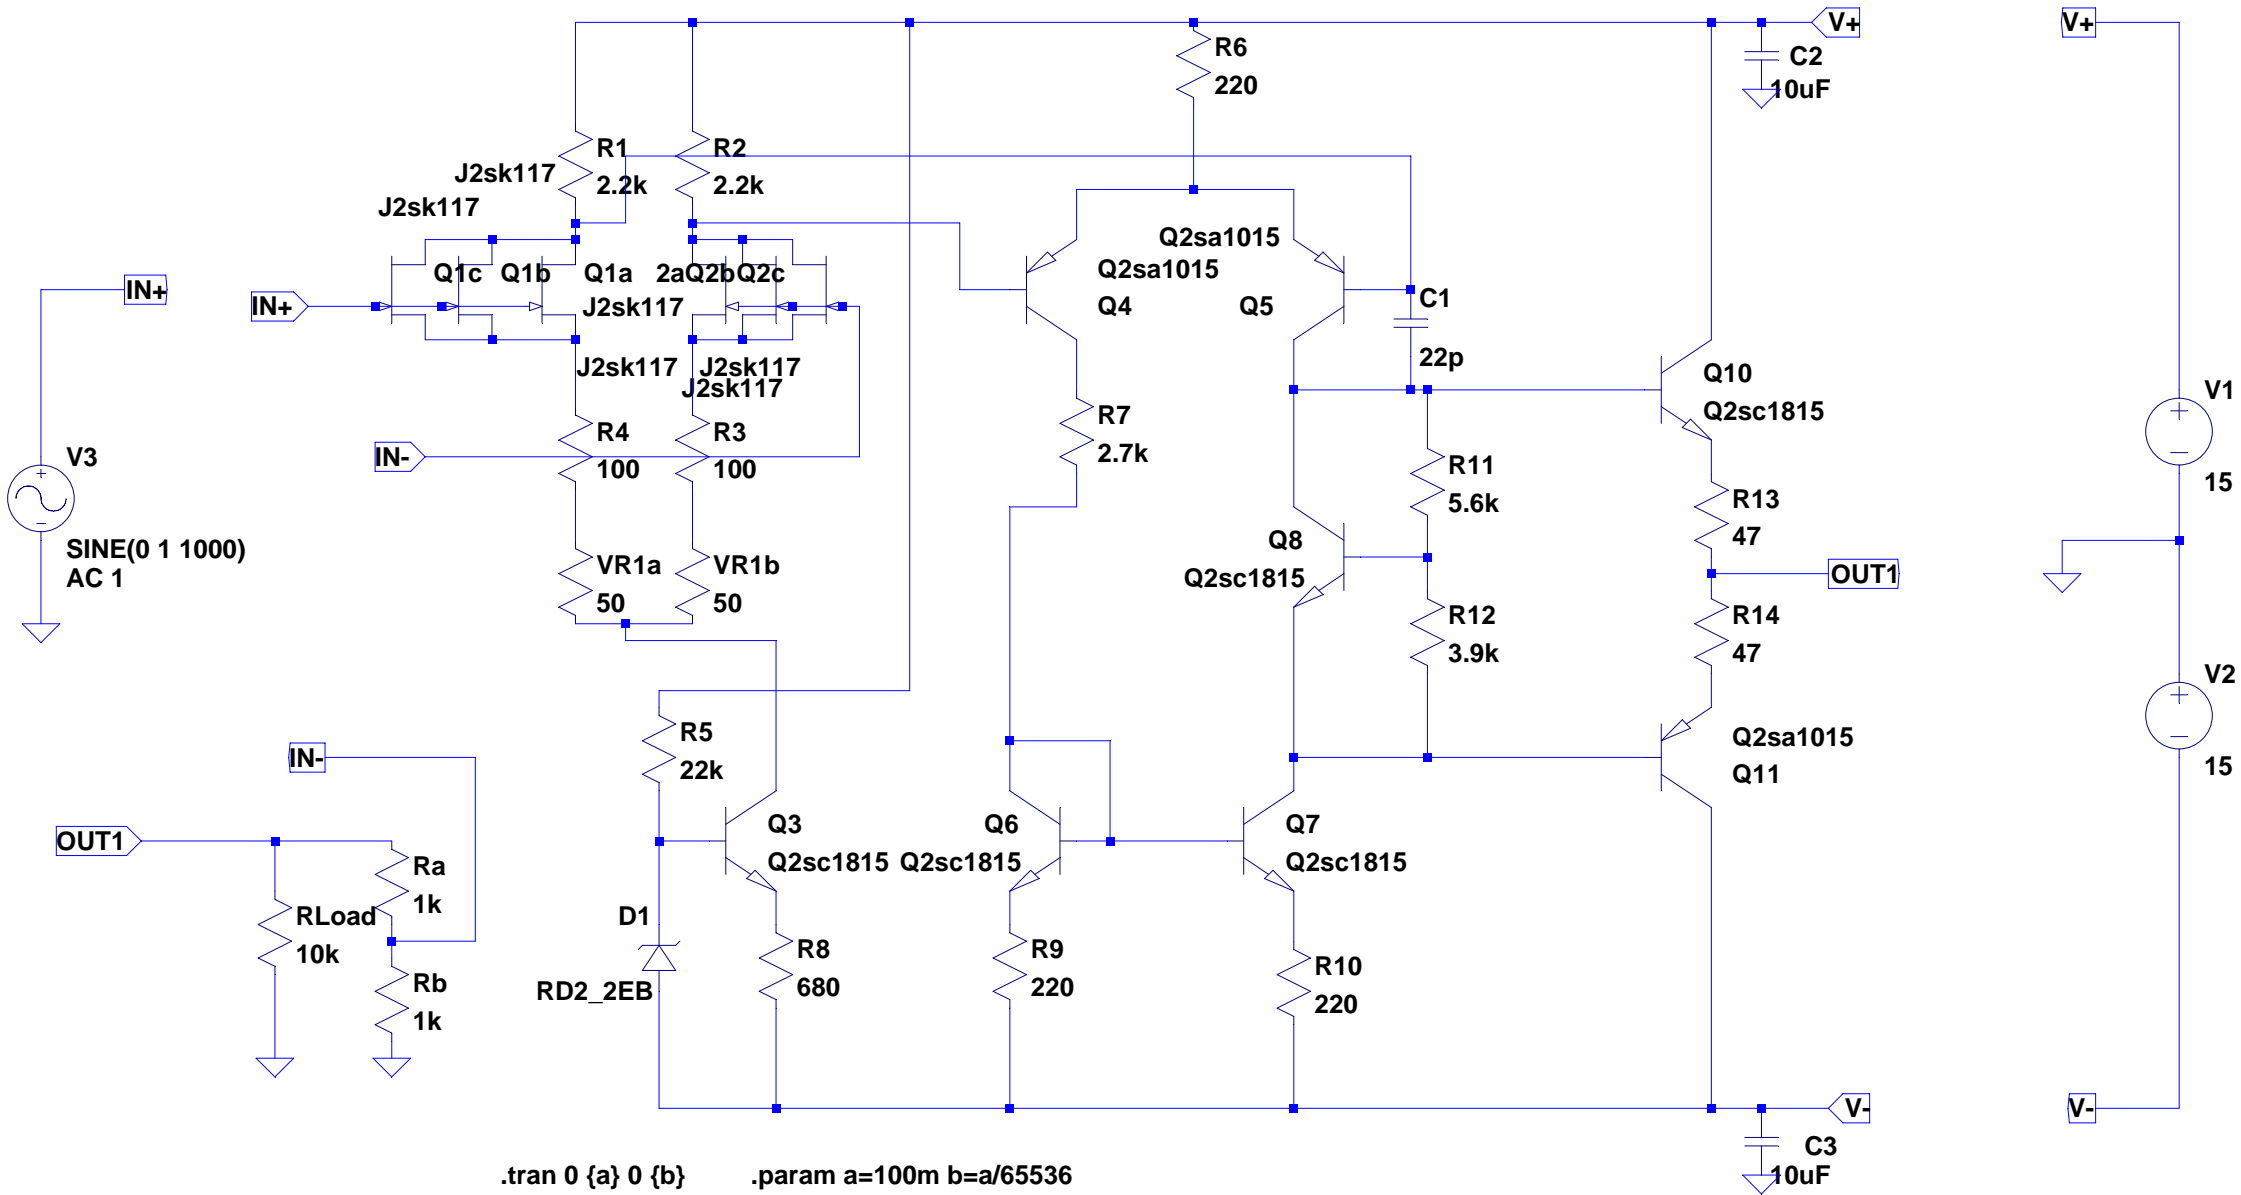 V+
V+
R6
220
C2
10uF
R1
2.2k
R2
2.2k
J2sk117
J2sk117
Q2sa1015
Q2sa1015
Q1c
Q1b
Q1a
2a
Q2b
Q2c
IN+
IN+
J2sk117
Q4
Q5
C1
22p
J2sk117
J2sk117
J2sk117
Q10
Q2sc1815
V1
15
R7
2.7k
R4
100
R3
100
IN-
V3
SINE(0 1 1000)
AC 1
R11
5.6k
R13
47
Q8
Q2sc1815
VR1a
50
VR1b
50
OUT1
R12
3.9k
R14
47
V2
15
R5
22k
IN-
Q2sa1015
Q11
OUT1
Q3
Q2sc1815
Q6
Q2sc1815
Q7
Q2sc1815
Ra
1k
RLoad
10k
D1
RD2_2EB
R8
680
R9
220
R10
220
Rb
1k
V-
V-
C3
10uF
.tran 0 {a} 0 {b}
.param a=100m b=a/65536